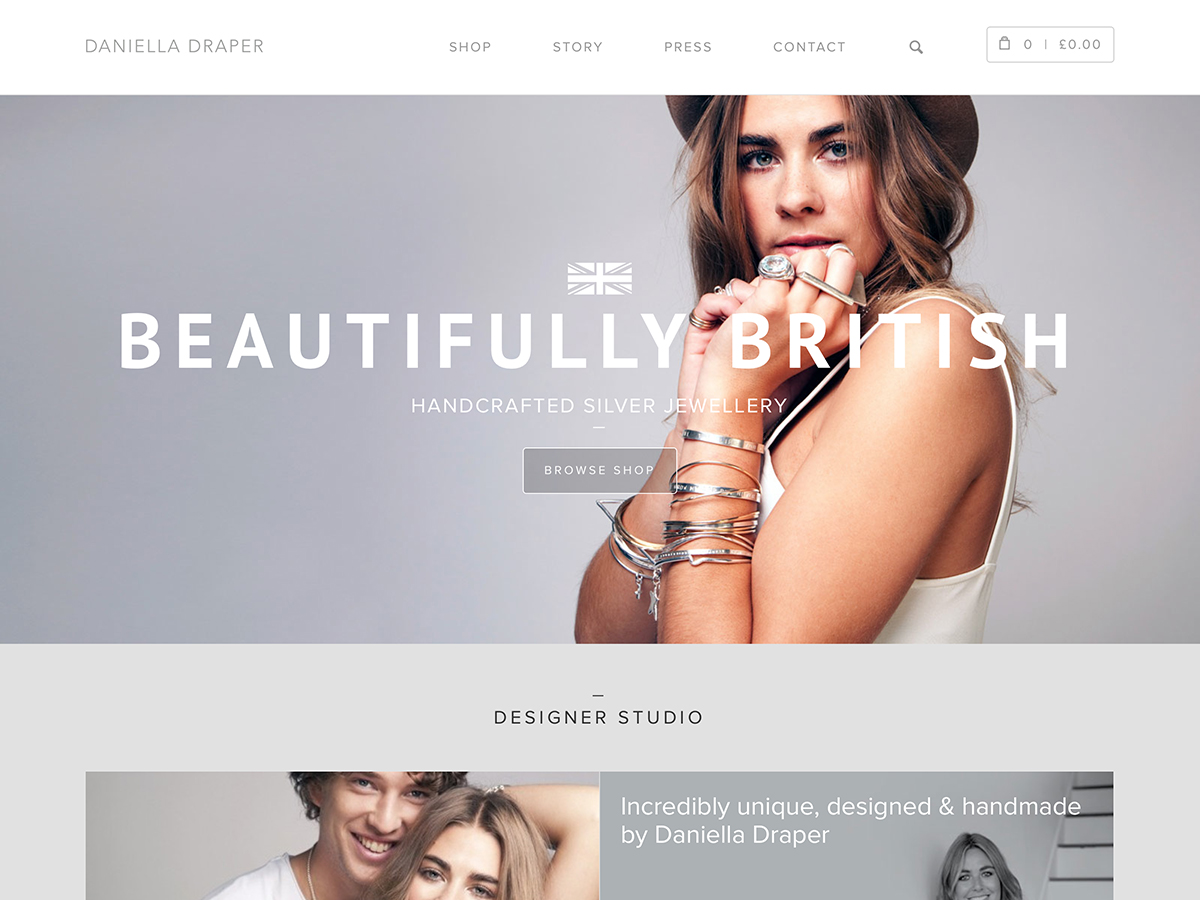 DANIELLA DRAPER
SHOP
STORY
PRESS
CONTACT
0 | £0.00
BEAUTIFULLY BRITISH
HANDCRAFTED SILVER JEWELLERY
BROWSE SHOP
DESIGNER STUDIO
Incredibly unique, designed & handmade
by Daniella Draper